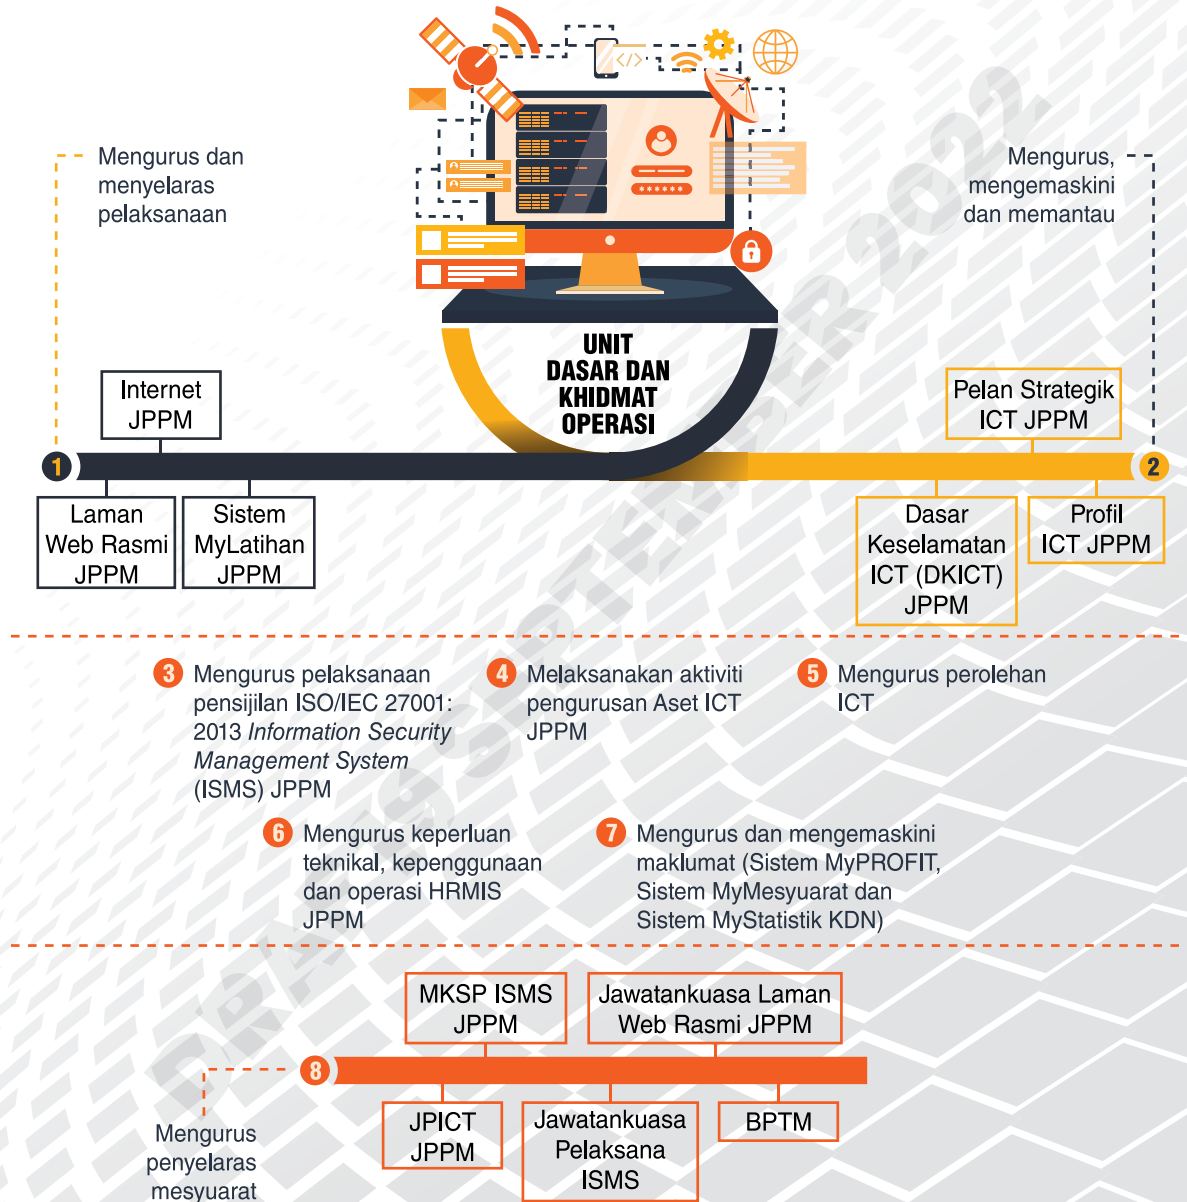 Mengurus dan
menyelaras
pelaksanaan
Mengurus,
mengemaskini
dan memantau
</>
******
UNIT
DASAR DAN
KHIDMAT
OPERASI
Internet
JPPM
Pelan Strategik
ICT JPPM
1
2
Laman
Web Rasmi
JPPM
Sistem
MyLatihan
JPPM
Dasar
Keselamatan
ICT (DKICT)
JPPM
Profil
ICT JPPM
3 Mengurus pelaksanaan
pensijilan ISO/IEC 27001:
2013 Information Security
Management System
(ISMS) JPPM
4 Melaksanakan aktiviti
pengurusan Aset ICT
JPPM
5 Mengurus perolehan
ICT
6 Mengurus keperluan
teknikal, kepenggunaan
dan operasi HRMIS
JPPM
7 Mengurus dan mengemaskini
maklumat (Sistem MyPROFIT,
Sistem MyMesyuarat dan
Sistem MyStatistik KDN)
MKSP ISMS
JPPM
Jawatankuasa Laman
Web Rasmi JPPM
8
Mengurus
penyelaras
mesyuarat
JPICT
JPPM
Jawatankuasa
Pelaksana
ISMS
BPTM
DRAF 19 SEPTEMBER 2022